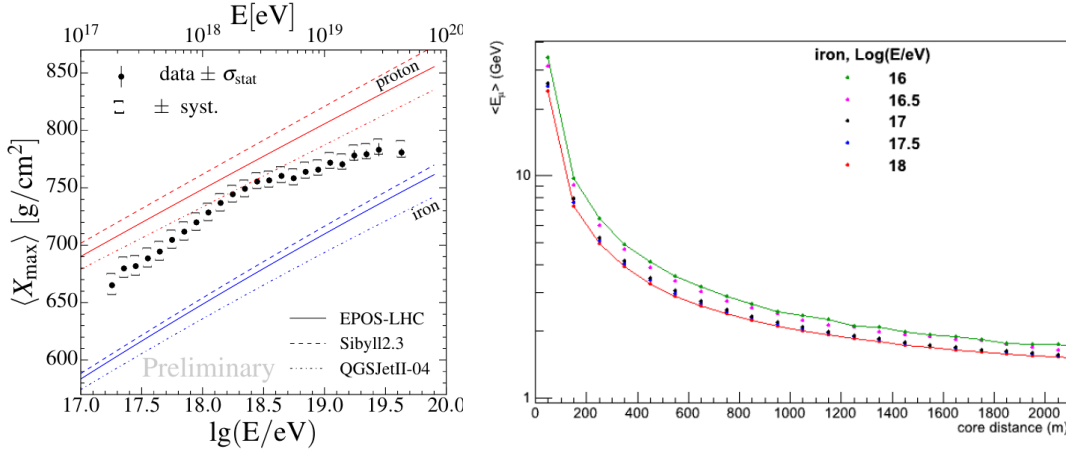 E[eV]
10^17 10^18 10^19 10^20
850
800
750
700
650
600
⟨X_max⟩ [g/cm^2]
data ± σ_stat
± syst.
proton
iron
EPOS-LHC
Sibyll2.3
QGSJetII-04
Preliminary
17.0 17.5 18.0 18.5 19.0 19.5 20.0
lg(E/eV)
<E_μ> (GeV)
10
1
iron, Log(E/eV)
16
16.5
17
17.5
18
0 200 400 600 800 1000 1200 1400 1600 1800 2000
core distance (m)